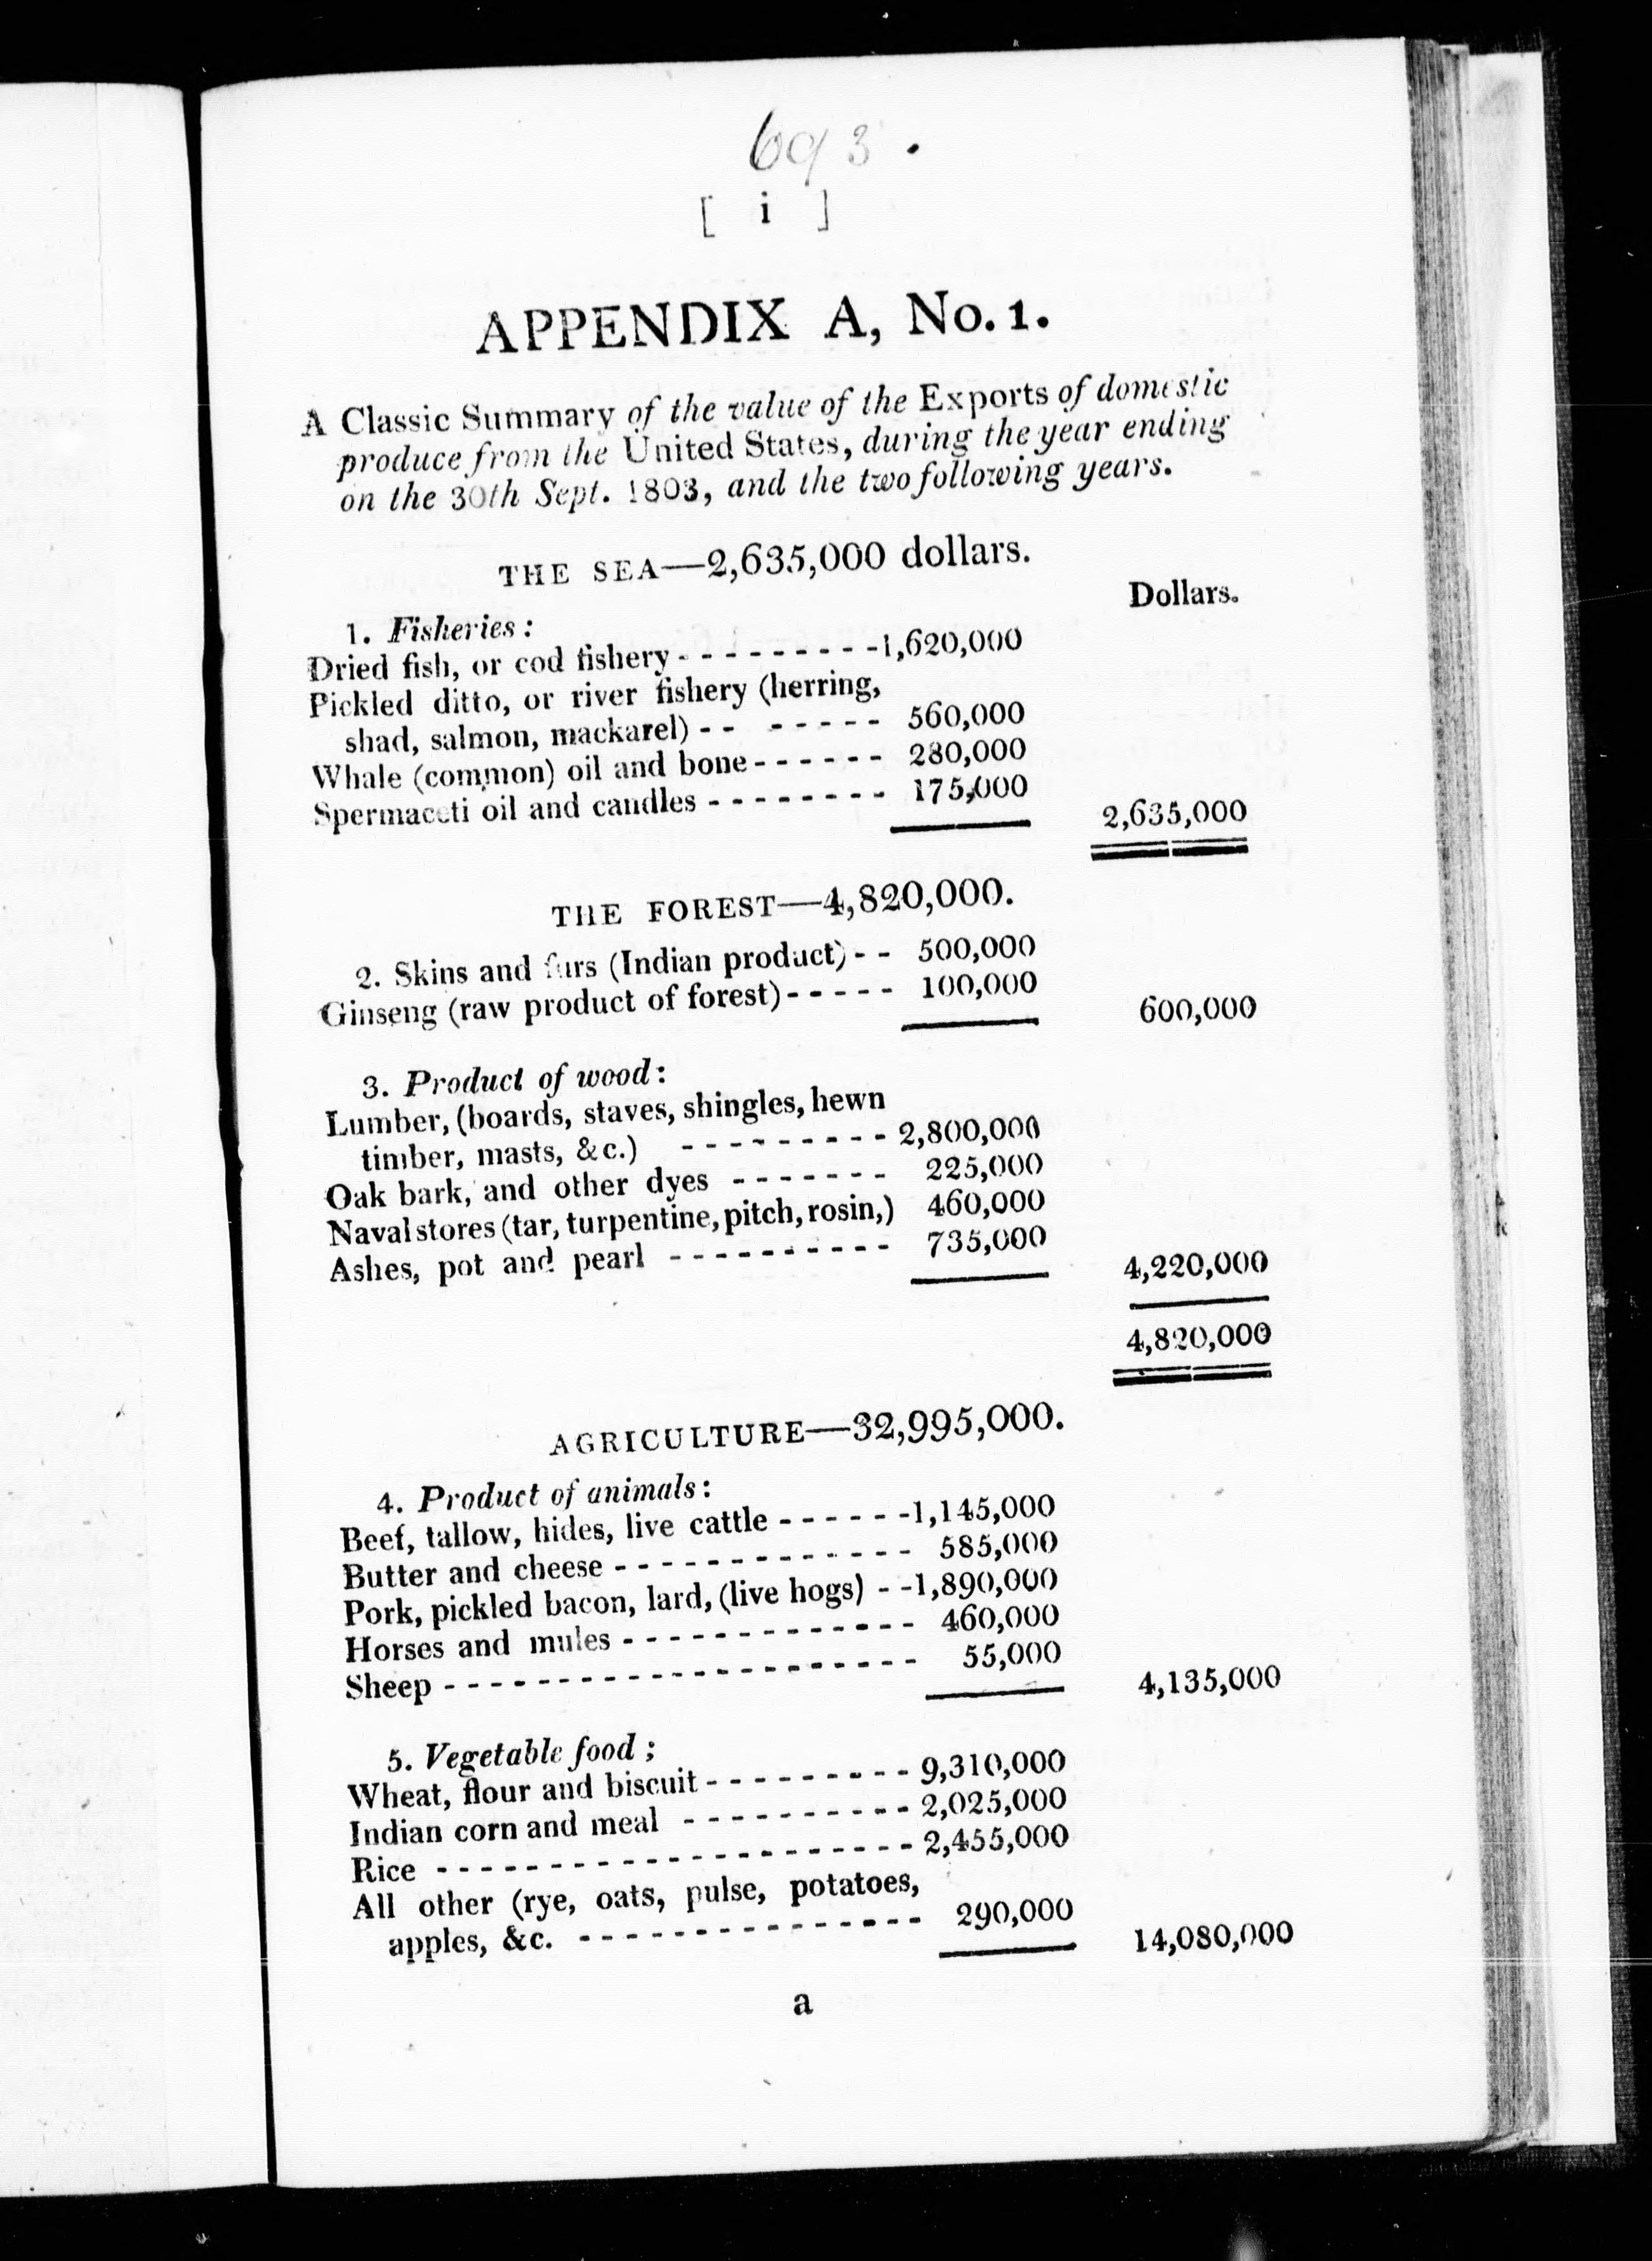 693.
[ i ]
APPENDIX A, No. 1.
A Classic Summary of the value of the Exports of domestic
produce from the United States, during the year ending
on the 30th Sept. 1803, and the two following years.
THE SEA—2,635,000 dollars.
Dollars.
1. Fisheries:
Dried fish, or cod fishery - - - - - - - - - 1,620,000
Pickled ditto, or river fishery (herring,
shad, salmon, mackarel) - - - - - - - 560,000
Whale (common) oil and bone - - - - - - 280,000
Spermaceti oil and candles - - - - - - - - 175,000
2,635,000
THE FOREST—4,820,000.
2. Skins and furs (Indian product) - - 500,000
Ginseng (raw product of forest) - - - - - 100,000
600,000
3. Product of wood:
Lumber, (boards, staves, shingles, hewn
timber, masts, &c.) - - - - - - - - - 2,800,000
Oak bark, and other dyes - - - - - - - 225,000
Naval stores (tar, turpentine, pitch, rosin,) 460,000
Ashes, pot and pearl - - - - - - - - - - 735,000
4,220,000
4,820,000
AGRICULTURE—32,995,000.
4. Product of animals:
Beef, tallow, hides, live cattle - - - - - - 1,145,000
Butter and cheese - - - - - - - - - - - - - 585,000
Pork, pickled bacon, lard, (live hogs) - - 1,890,000
Horses and mules - - - - - - - - - - - - - 460,000
Sheep - - - - - - - - - - - - - - - - - - - - - 55,000
4,135,000
5. Vegetable food;
Wheat, flour and biscuit - - - - - - - - - 9,310,000
Indian corn and meal - - - - - - - - - - 2,025,000
Rice - - - - - - - - - - - - - - - - - - - - - 2,455,000
All other (rye, oats, pulse, potatoes,
apples, &c. - - - - - - - - - - - - - - - 290,000
14,080,000
a